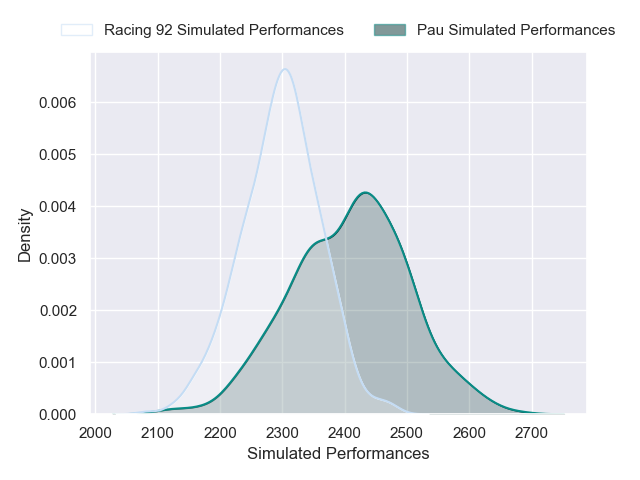 Racing 92 Simulated Performances Pau Simulated Performances
0.006
0.005
0.004
0.003
0.002
0.001
0.000
Density
2000 2100 2200 2300 2400 2500 2600 2700
Simulated Performances